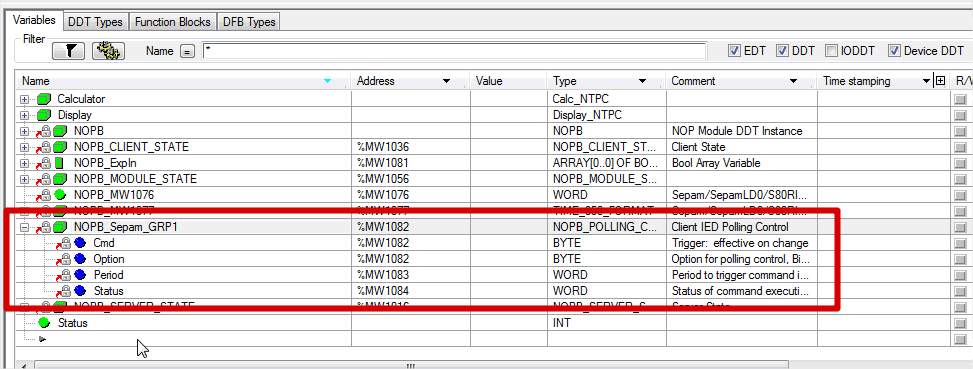 Variables DDT Types Function Blocks DFB Types
Filter
Name = * EDT DDT IODDT Device DDT
Name Address Value Type Comment Time stamping R/W
Calculator Calc_NTPC
Display Display_NTPC
NOPB NOPB NOP Module DDT Instance
NOPB_CLIENT_STATE %MW1036 NOPB_CLIENT_ST... Client State
NOPB_ExpIn %MW1081 ARRAY[0..0] OF BO... Bool Array Variable
NOPB_MODULE_STATE %MW1056 NOPB_MODULE_S...
NOPB_MW1076 %MW1076 WORD Sepam/SepamLD0/S80RI...
NOPB_MW1077 %MW1077 TIME_850_FORMAT Sepam/SepamLD0/S80RI...
NOPB_Sepam_GRP1 %MW1082 NOPB_POLLING_C... Client IED Polling Control
Cmd %MW1082 BYTE Trigger: effective on change
Option %MW1082 BYTE Option for polling control, Bi...
Period %MW1083 WORD Period to trigger command i...
Status %MW1084 WORD Status of command executi...
NOPB_SERVER_STATE %MW1016 NOPB_SERVER_S... Server State
Status INT